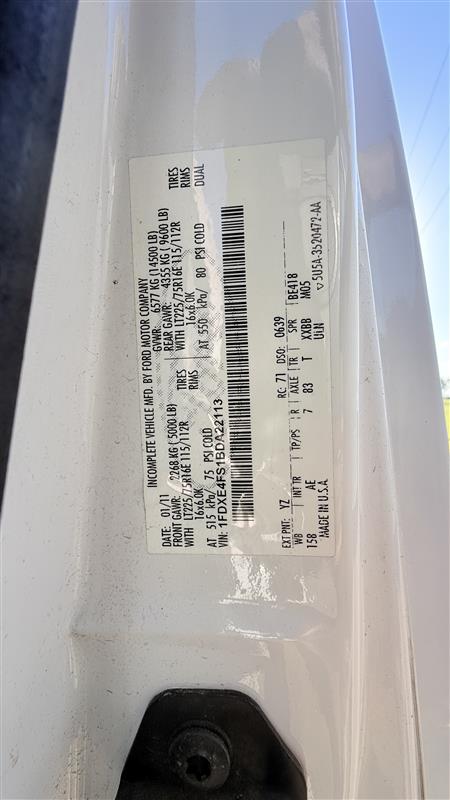 INCOMPLETE VEHICLE MFD. BY FORD MOTOR COMPANY
DATE: 01/11 GVWR: 6577 KG (14500 LB)
FRONT GAWR: 2268 KG (5000 LB) REAR GAWR: 4355 KG (9600 LB)
WITH LT225/75R16E 115/112R TIRES WITH LT225/75R16E 115/112R TIRES
16x6.0K RIMS 16x6.0K RIMS
AT 515 kPa/ 75 PSI COLD AT 550 kPa/ 80 PSI COLD DUAL
VIN: 1FDXE4FS1BDA22113
EXT PNT: YZ RC: 71 DSO: 0639
WB INT TR TP/PS R AXLE TR SPR BE418
158 AE 7 83 T XXBB M05
ULN
MADE IN U.S.A. ▽5U5A-3520472-AA